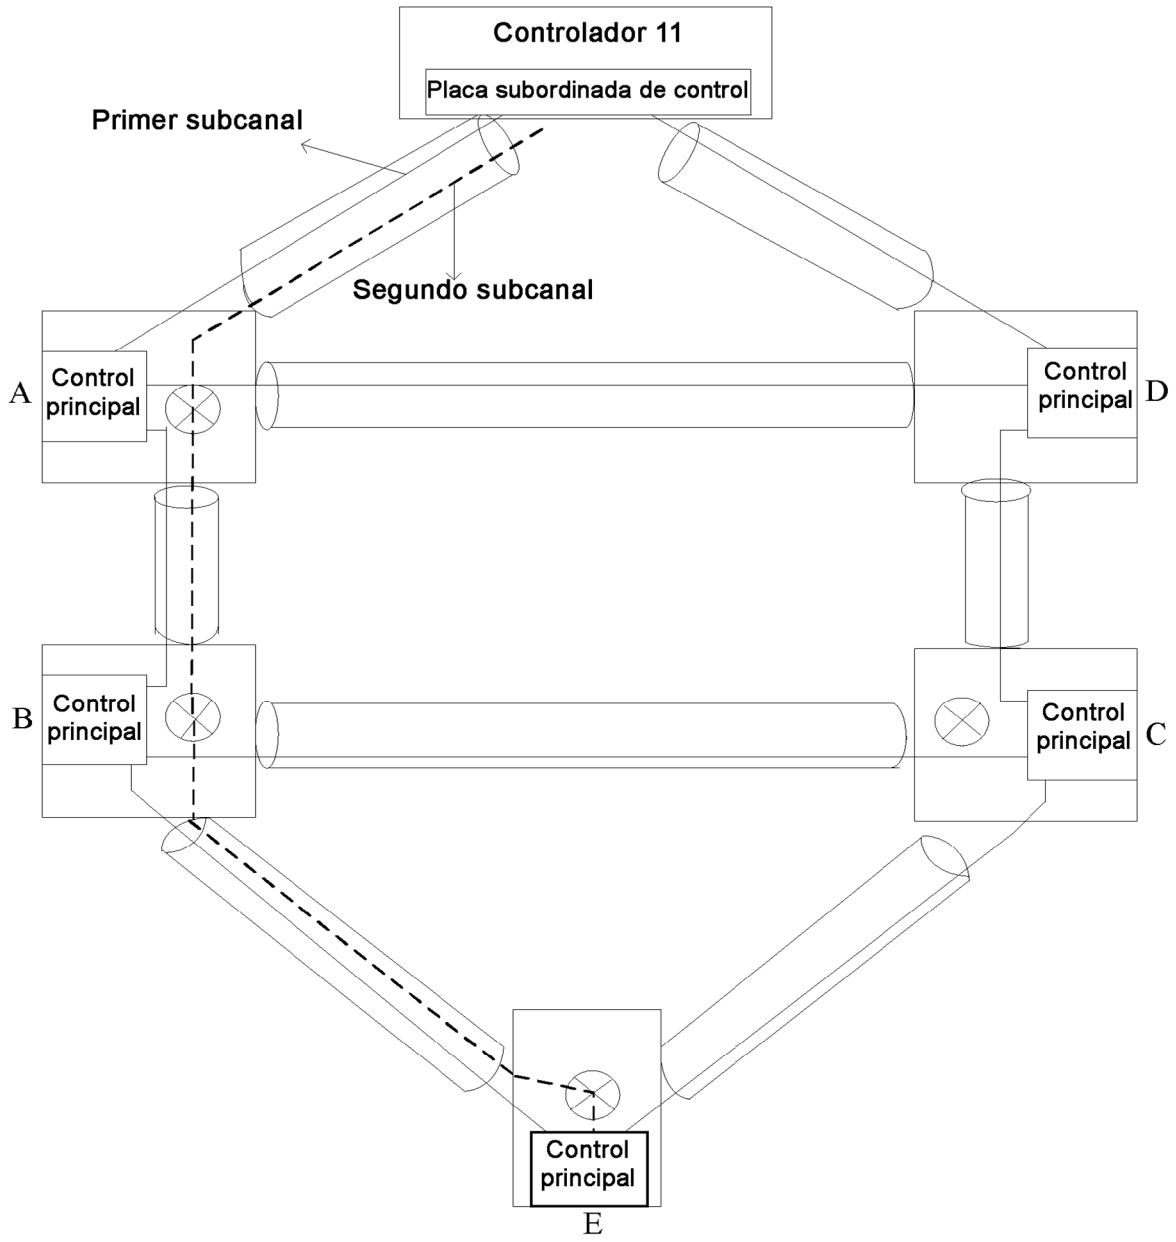 Controlador 11
Placa subordinada de control
Primer subcanal
Segundo subcanal
A
Control
principal
Control
principal
D
B
Control
principal
Control
principal
C
Control
principal
E